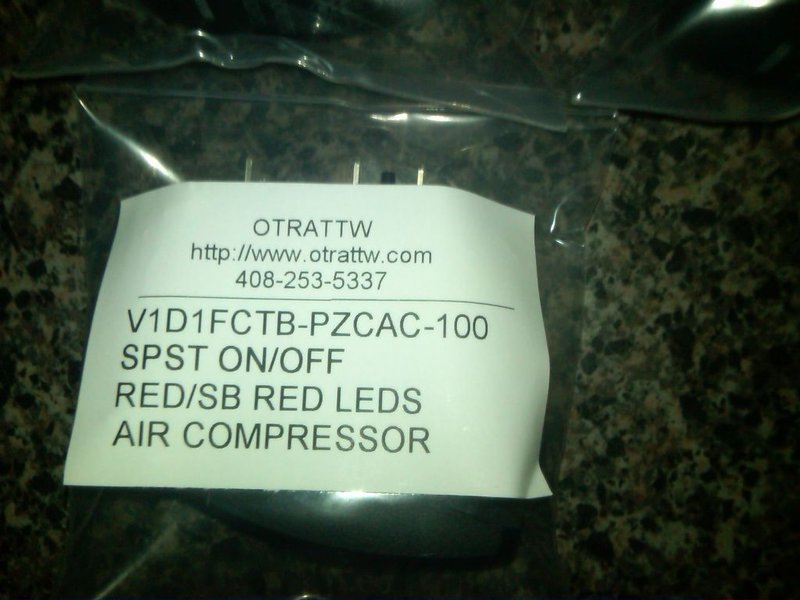 OTRATTW
http://www.otrattw.com
408-253-5337
V1D1FCTB-PZCAC-100
SPST ON/OFF
RED/SB RED LEDS
AIR COMPRESSOR